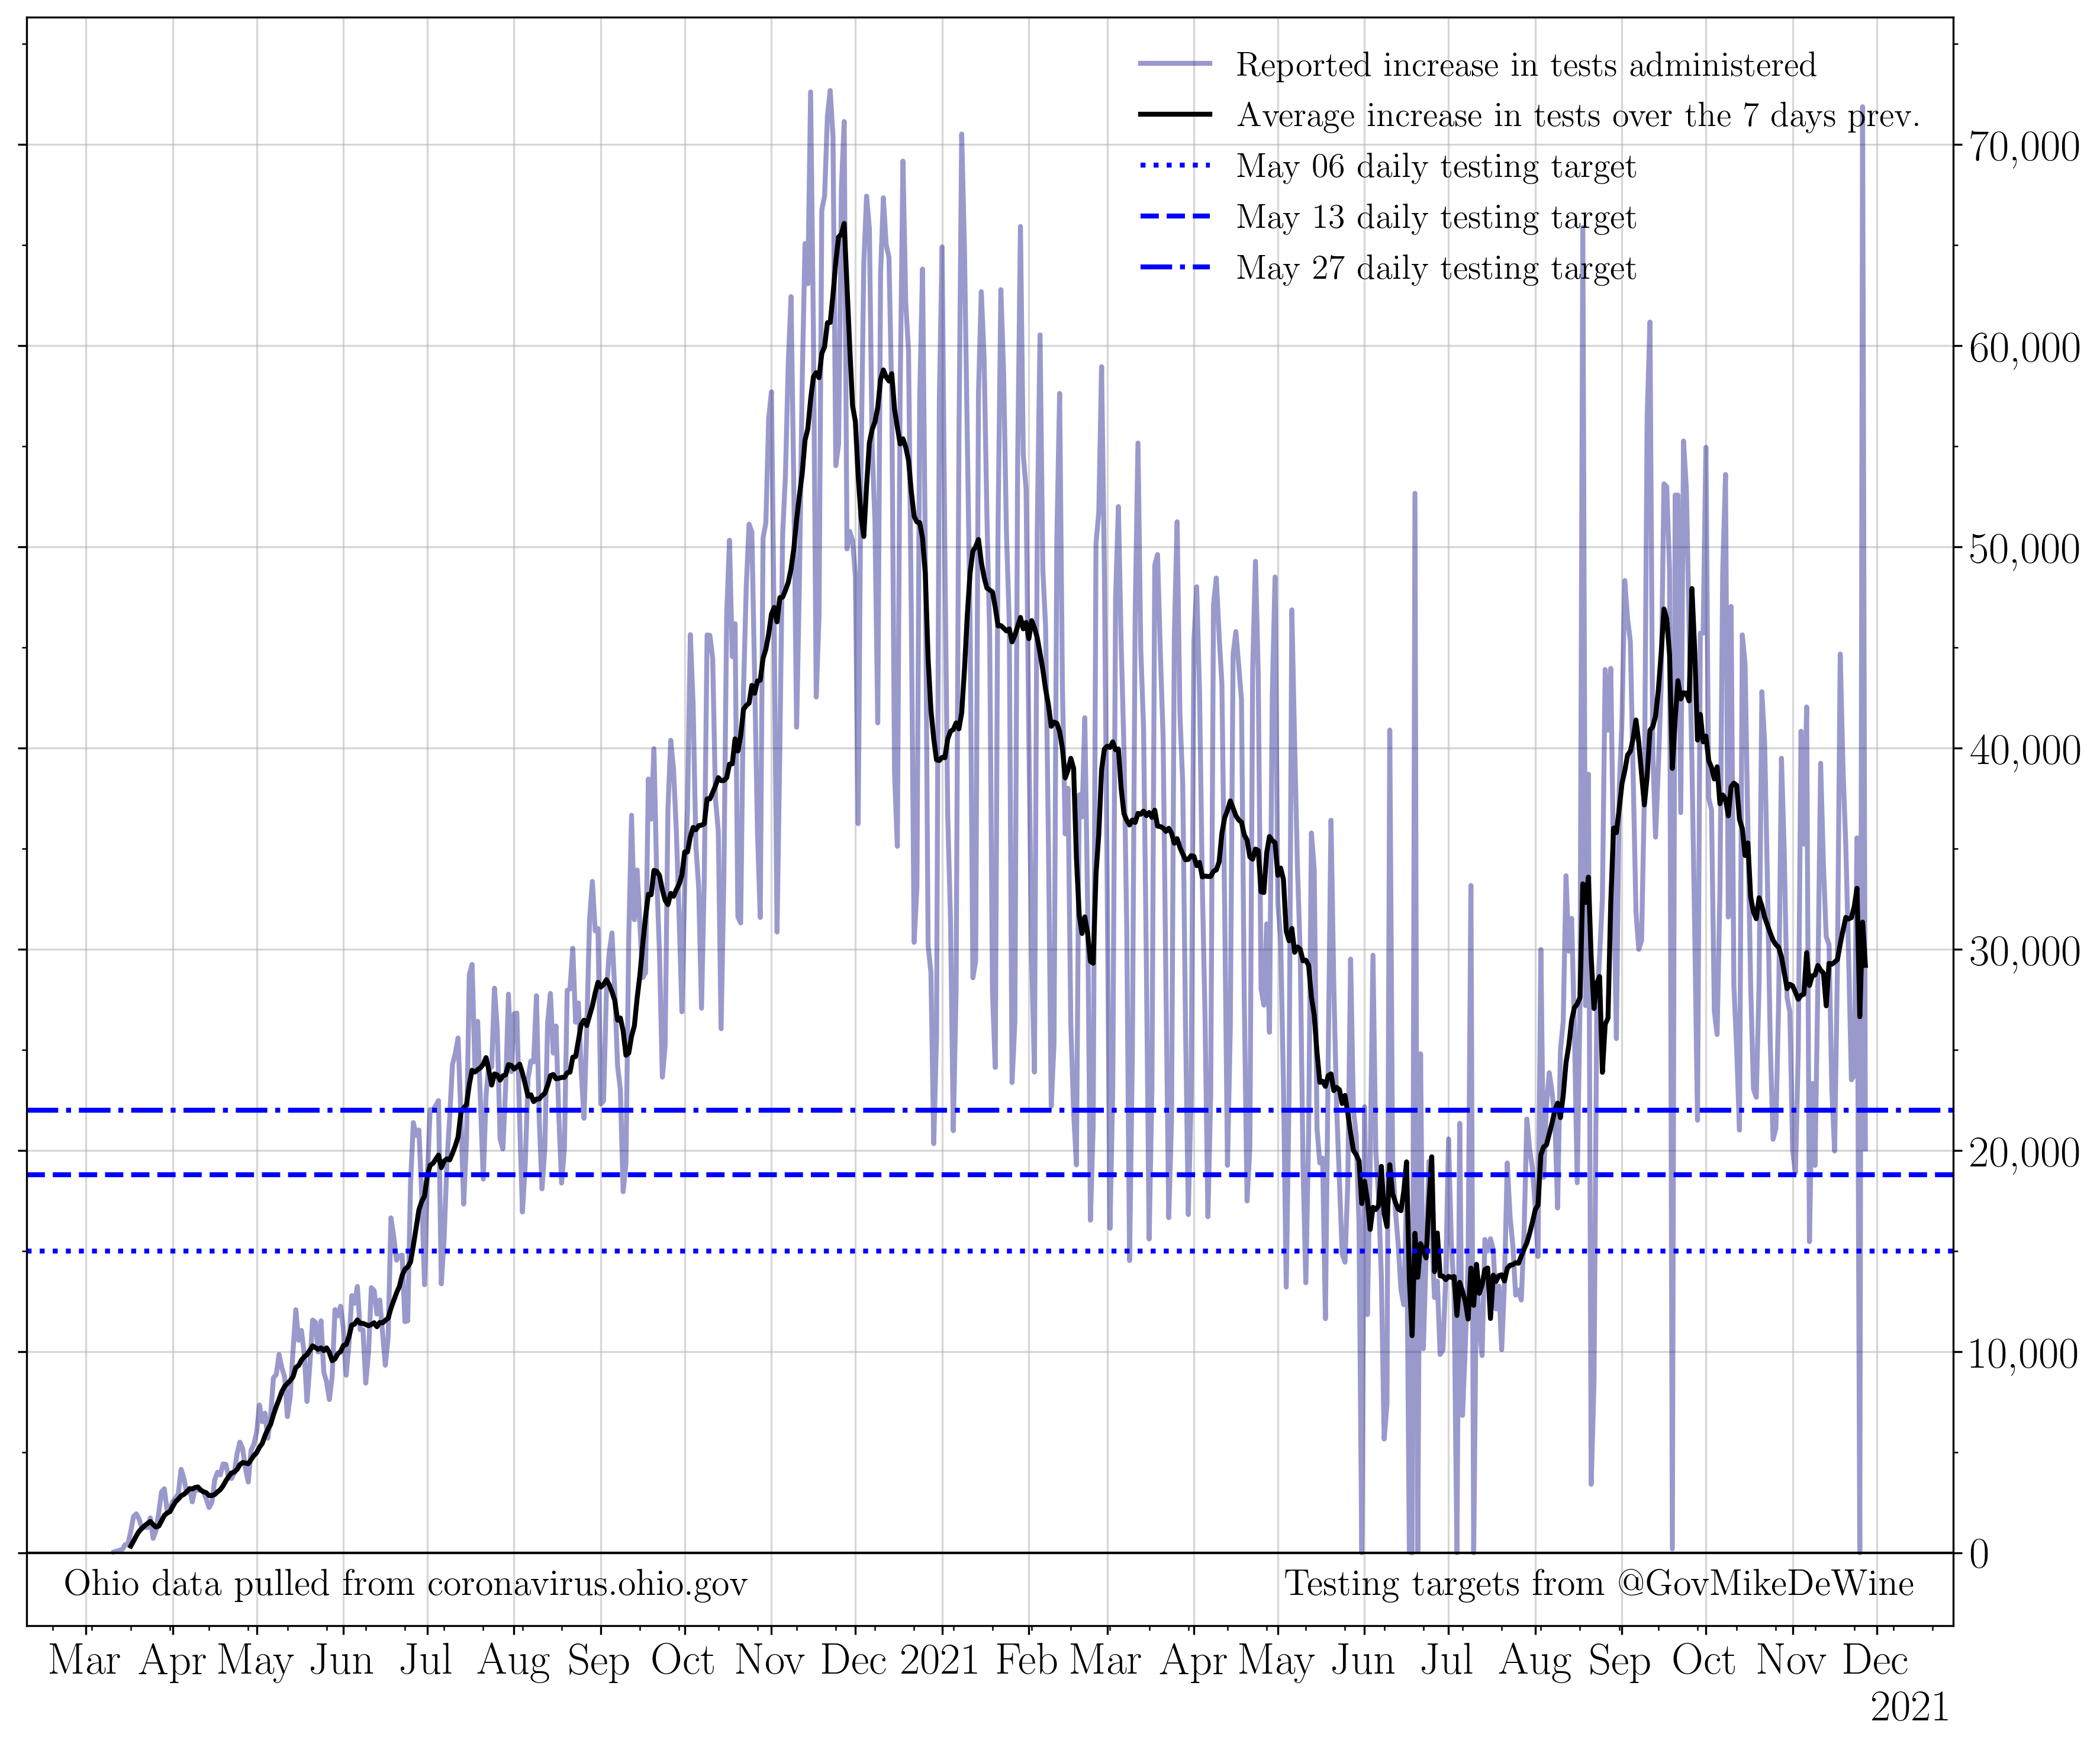 Reported increase in tests administered
Average increase in tests over the 7 days prev.
May 06 daily testing target
May 13 daily testing target
May 27 daily testing target
70,000
60,000
50,000
40,000
30,000
20,000
10,000
0
Ohio data pulled from coronavirus.ohio.gov
Testing targets from @GovMikeDeWine
Mar Apr May Jun Jul Aug Sep Oct Nov Dec 2021 Feb Mar Apr May Jun Jul Aug Sep Oct Nov Dec
2021